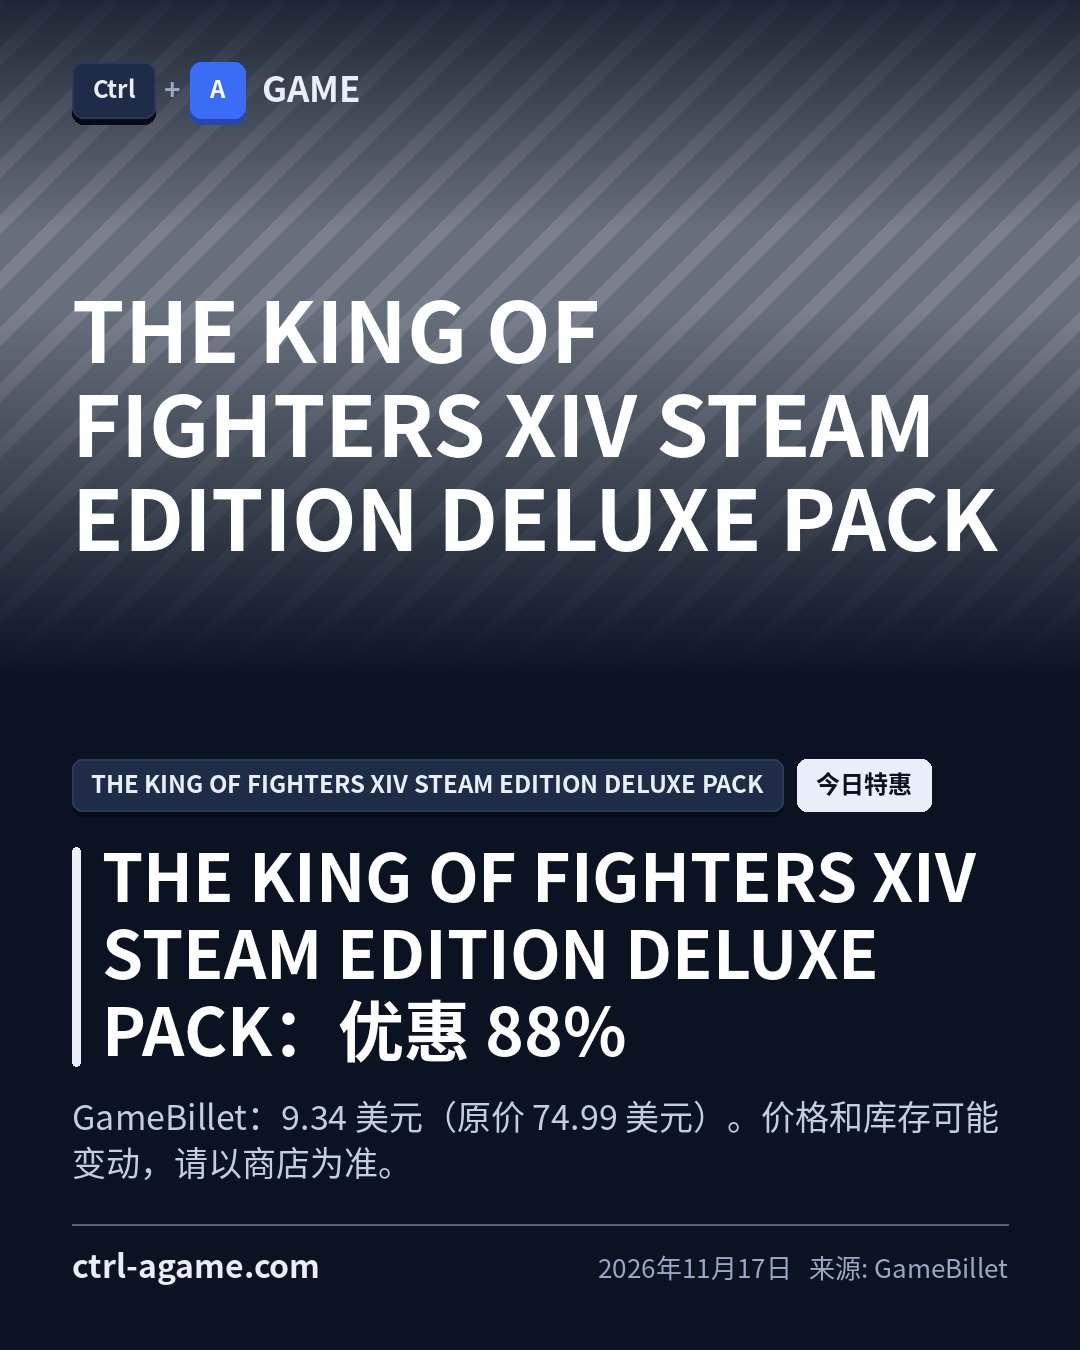 Ctrl + A GAME
THE KING OF
FIGHTERS XIV STEAM
EDITION DELUXE PACK
THE KING OF FIGHTERS XIV STEAM EDITION DELUXE PACK 今日特惠
THE KING OF FIGHTERS XIV
STEAM EDITION DELUXE
PACK：优惠 88%
GameBillet：9.34 美元（原价 74.99 美元）。价格和库存可能
变动，请以商店为准。
ctrl-agame.com 2026年11月17日 来源: GameBillet